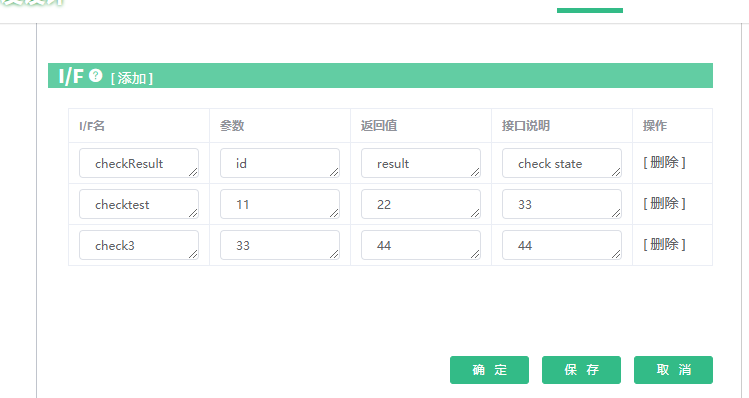 I/F ? [ 添加 ]
I/F名 参数 返回值 接口说明 操作
checkResult id result check state [ 删除 ]
checktest 11 22 33 [ 删除 ]
check3 33 44 44 [ 删除 ]
确 定 保 存 取 消